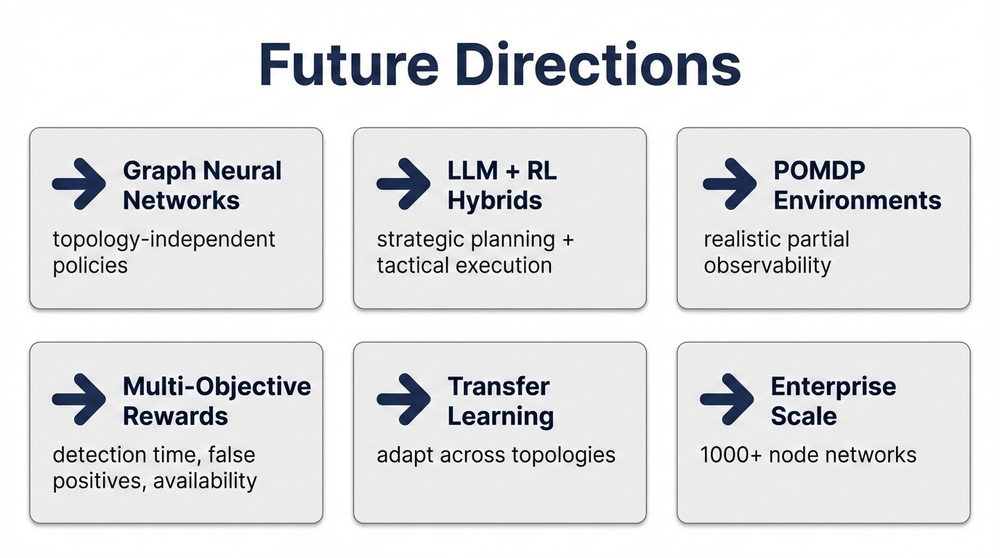 Future Directions
Graph Neural
Networks
topology-independent
policies
LLM + RL
Hybrids
strategic planning +
tactical execution
POMDP
Environments
realistic partial
observability
Multi-Objective
Rewards
detection time, false
positives, availability
Transfer
Learning
adapt across topologies
Enterprise
Scale
1000+ node networks